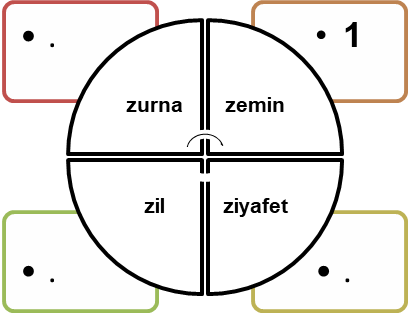 • .
• 1
zurna
zemin
zil
ziyafet
• .
• .